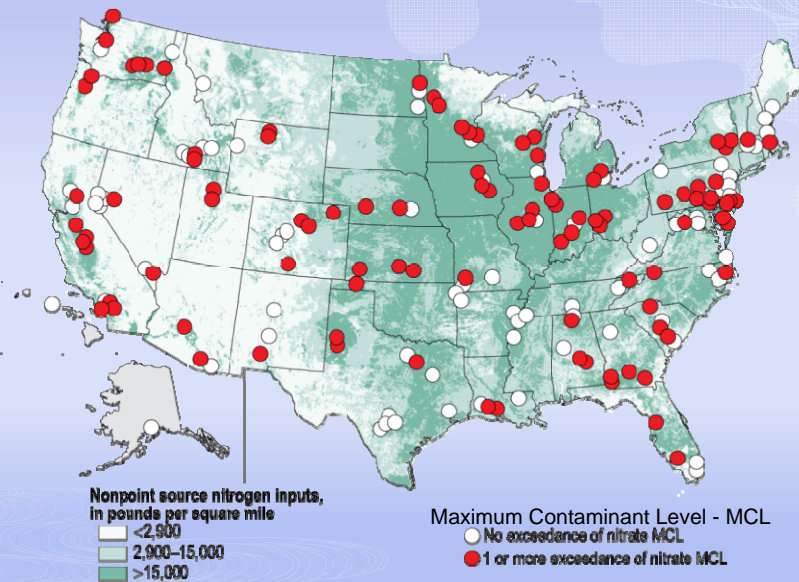 Nonpoint source nitrogen inputs,
in pounds per square mile
<2,900
2,900–15,000
>15,000
Maximum Contaminant Level - MCL
No exceedance of nitrate MCL
1 or more exceedance of nitrate MCL